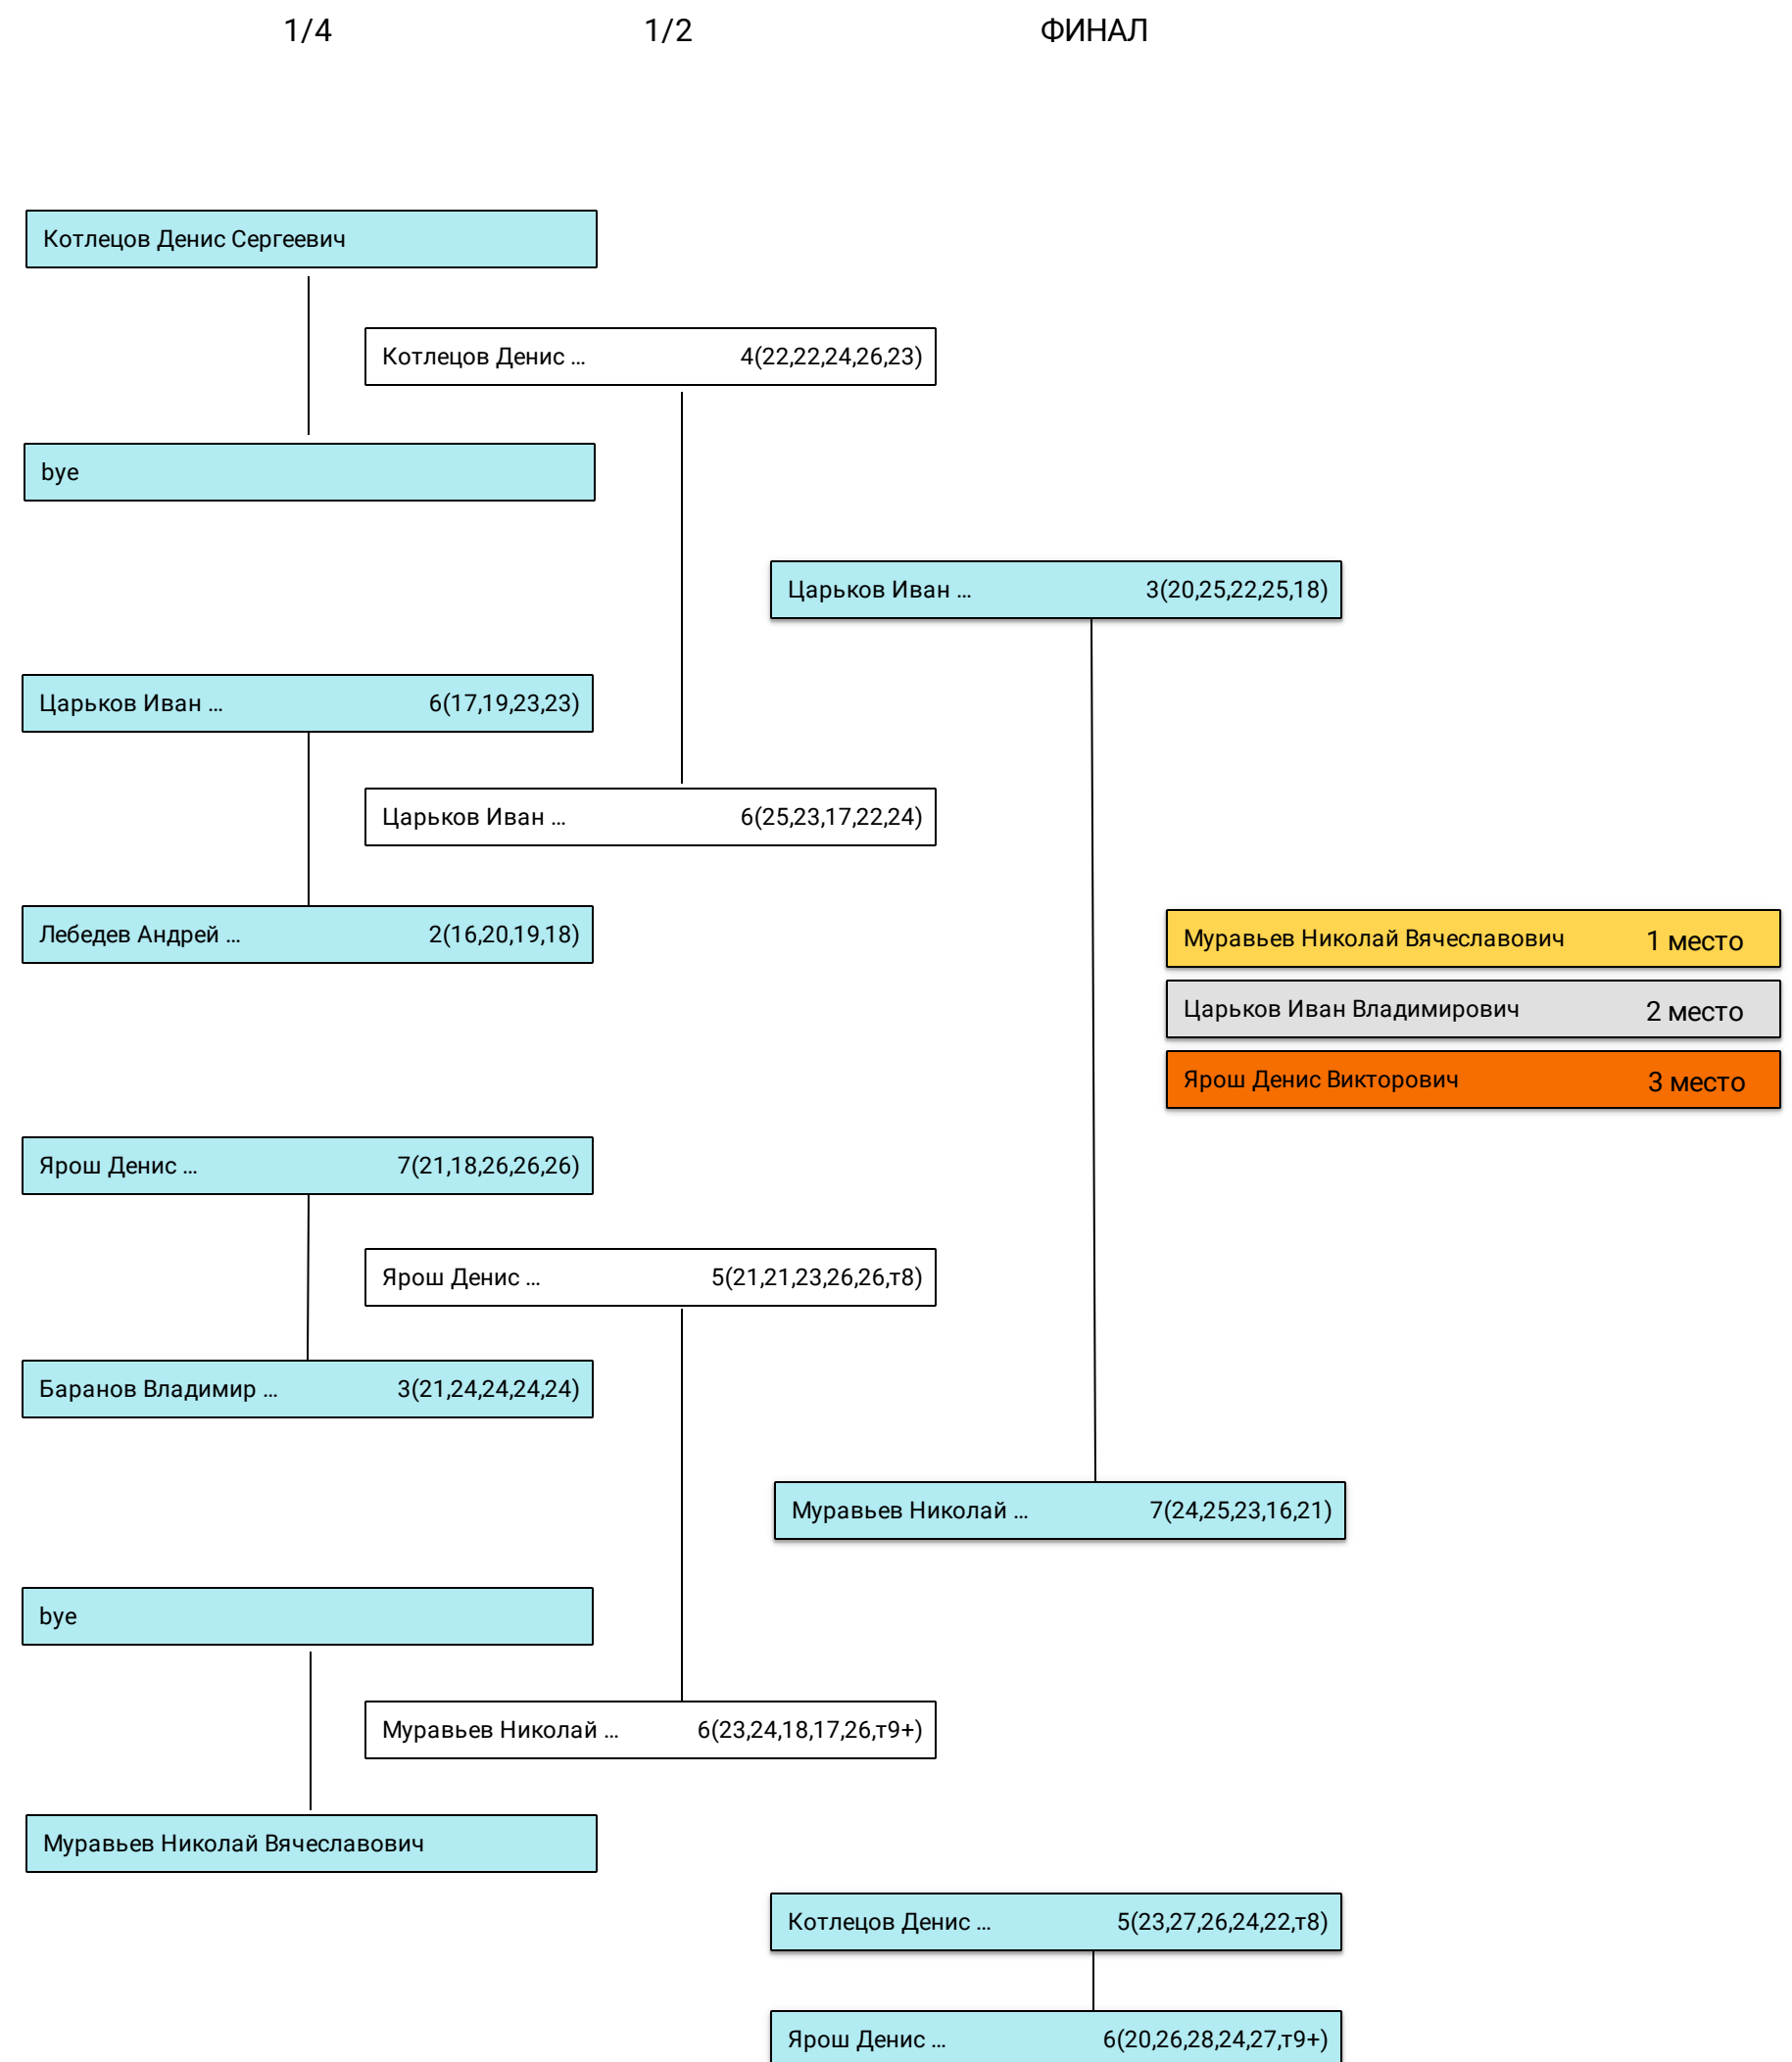 1/4 1/2 ФИНАЛ
Котлецов Денис Сергеевич
Котлецов Денис ... 4(22,22,24,26,23)
bye
Царьков Иван ... 3(20,25,22,25,18)
Царьков Иван ... 6(17,19,23,23)
Царьков Иван ... 6(25,23,17,22,24)
Лебедев Андрей ... 2(16,20,19,18)
Муравьев Николай Вячеславович 1 место
Царьков Иван Владимирович 2 место
Ярош Денис Викторович 3 место
Ярош Денис ... 7(21,18,26,26,26)
Ярош Денис ... 5(21,21,23,26,26,т8)
Баранов Владимир ... 3(21,24,24,24,24)
Муравьев Николай ... 7(24,25,23,16,21)
bye
Муравьев Николай ... 6(23,24,18,17,26,т9+)
Муравьев Николай Вячеславович
Котлецов Денис ... 5(23,27,26,24,22,т8)
Ярош Денис ... 6(20,26,28,24,27,т9+)